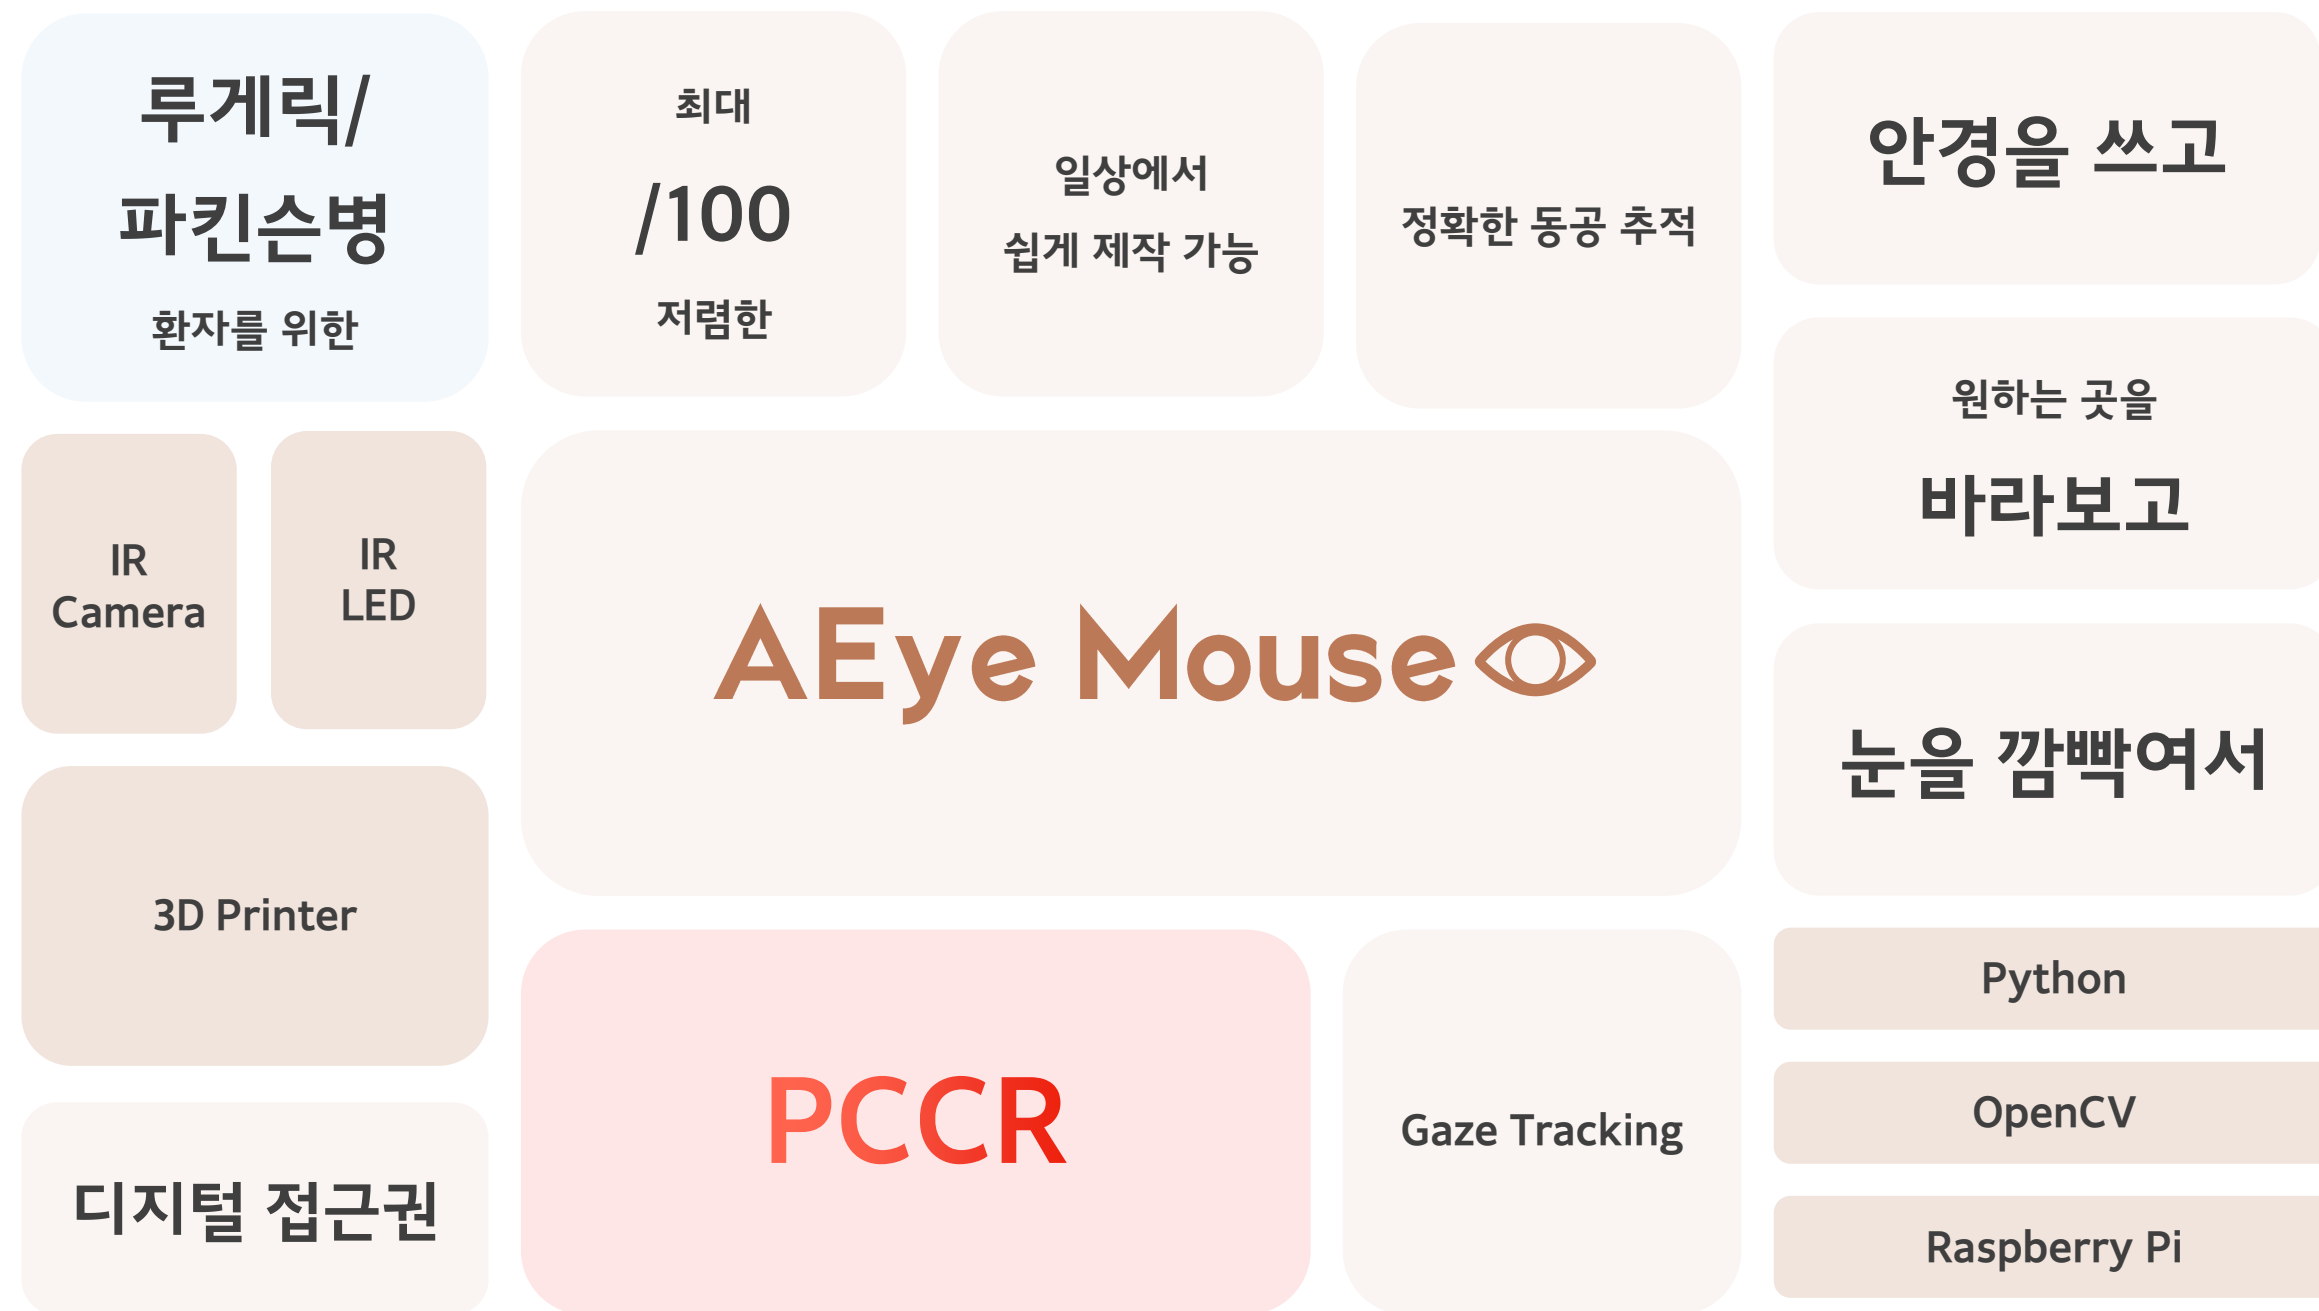 루게릭/
파킨슨병
환자를 위한
최대
/100
저렴한
일상에서
쉽게 제작 가능
정확한 동공 추적
안경을 쓰고
원하는 곳을
바라보고
IR
Camera
IR
LED
AEye Mouse
눈을 깜빡여서
3D Printer
PCCR
Gaze Tracking
Python
OpenCV
Raspberry Pi
디지털 접근권